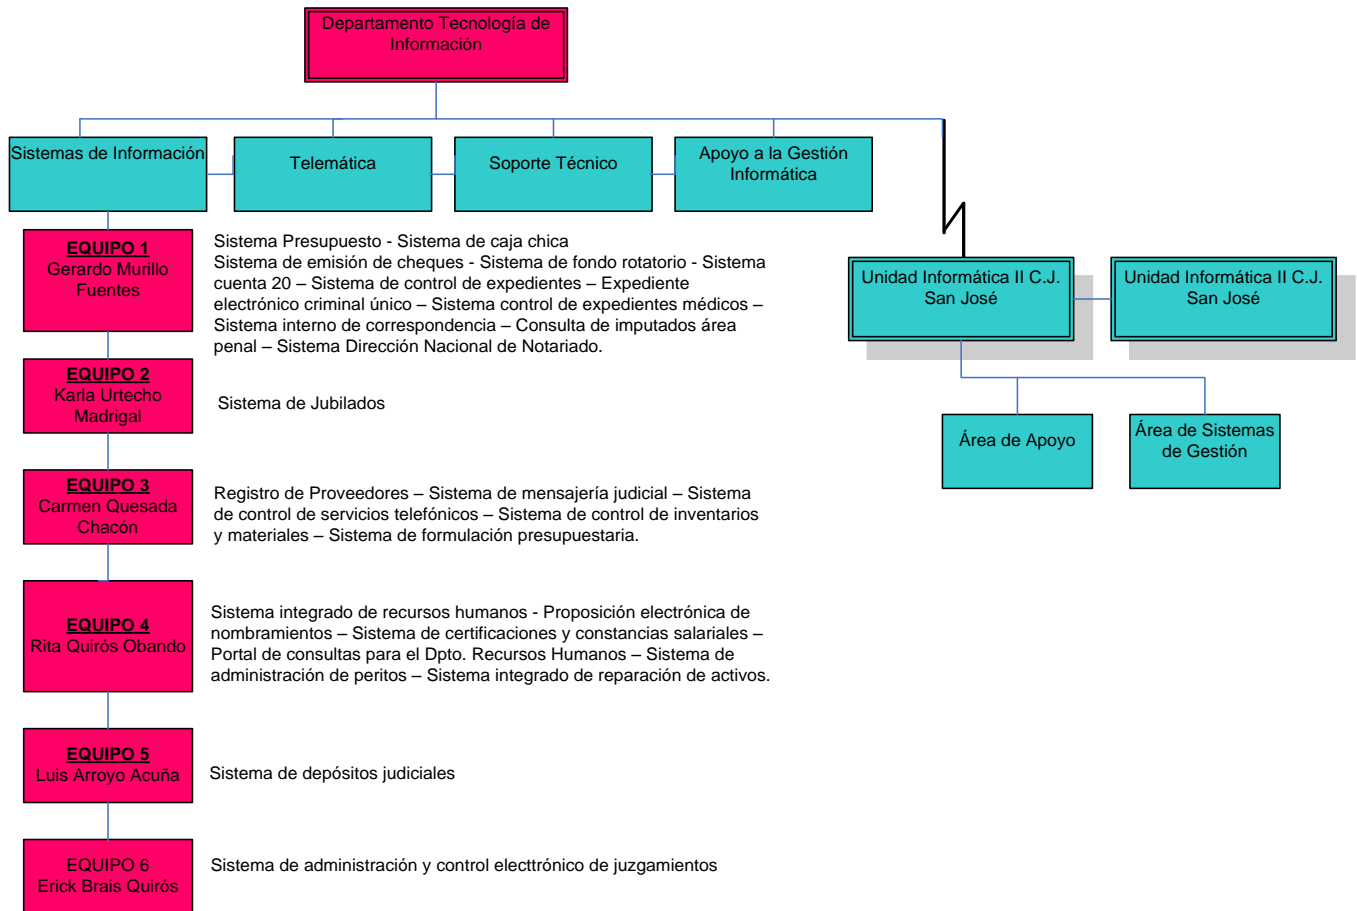 Departamento Tecnología de
Información
Sistemas de Información
Telemática
Soporte Técnico
Apoyo a la Gestión
Informática
EQUIPO 1
Gerardo Murillo
Fuentes
Sistema Presupuesto - Sistema de caja chica
Sistema de emisión de cheques - Sistema de fondo rotatorio - Sistema
cuenta 20 – Sistema de control de expedientes – Expediente
electrónico criminal único – Sistema control de expedientes médicos –
Sistema interno de correspondencia – Consulta de imputados área
penal – Sistema Dirección Nacional de Notariado.
Unidad Informática II C.J.
San José
Unidad Informática II C.J.
San José
EQUIPO 2
Karla Urtecho
Madrigal
Sistema de Jubilados
Área de Apoyo
Área de Sistemas
de Gestión
EQUIPO 3
Carmen Quesada
Chacón
Registro de Proveedores – Sistema de mensajería judicial – Sistema
de control de servicios telefónicos – Sistema de control de inventarios
y materiales – Sistema de formulación presupuestaria.
EQUIPO 4
Rita Quirós Obando
Sistema integrado de recursos humanos - Proposición electrónica de
nombramientos – Sistema de certificaciones y constancias salariales –
Portal de consultas para el Dpto. Recursos Humanos – Sistema de
administración de peritos – Sistema integrado de reparación de activos.
EQUIPO 5
Luis Arroyo Acuña
Sistema de depósitos judiciales
EQUIPO 6
Erick Brais Quirós
Sistema de administración y control electtrónico de juzgamientos